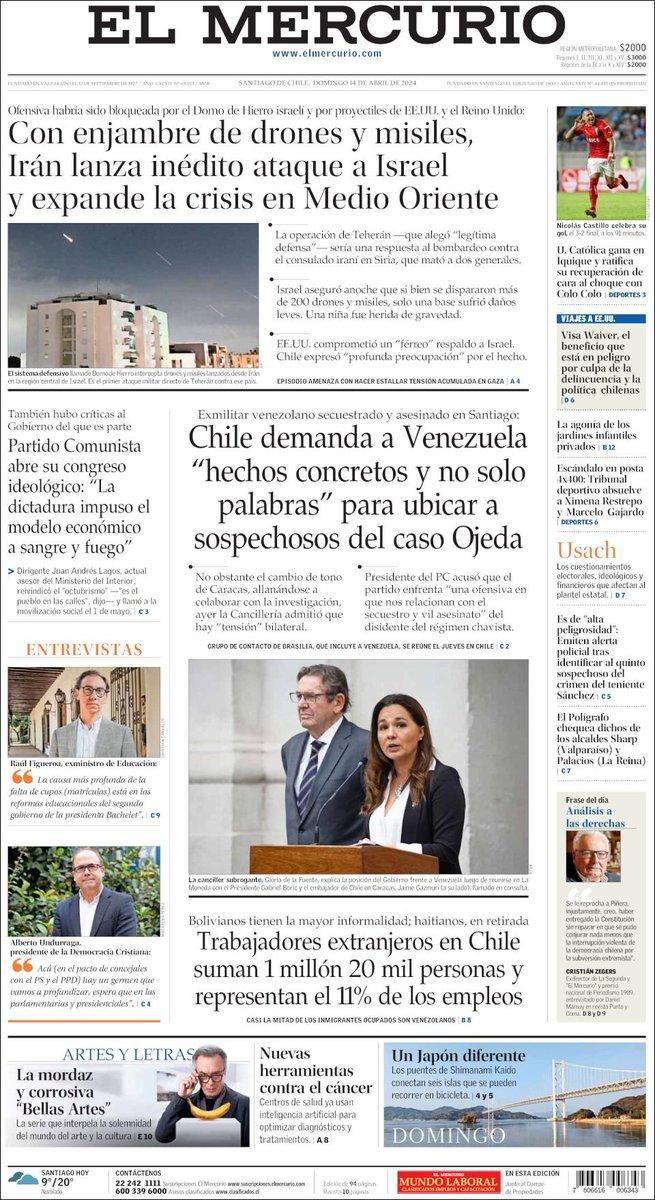 EL MERCURIO
www.elmercurio.com
REGIÓN METROPOLITANA: $2000
Regiones I, II, III, XI, XII y XV: $3000
Regiones de la IV a la X y XIV: $2000
SANTIAGO DE CHILE, DOMINGO 14 DE ABRIL DE 2024
Ofensiva habría sido bloqueada por el Domo de Hierro israelí y por proyectiles de EE.UU. y el Reino Unido:
Con enjambre de drones y misiles,
Irán lanza inédito ataque a Israel
y expande la crisis en Medio Oriente
La operación de Teherán —que alegó "legítima
defensa"— sería una respuesta al bombardeo contra
el consulado iraní en Siria, que mató a dos generales.
Israel aseguró anoche que si bien se dispararon más
de 200 drones y misiles, solo una base sufrió daños
leves. Una niña fue herida de gravedad.
EE.UU. comprometió un "férreo" respaldo a Israel.
Chile expresó "profunda preocupación" por el hecho.
EPISODIO AMENAZA CON HACER ESTALLAR TENSIÓN ACUMULADA EN GAZA | A 4
El sistema defensivo llamado Domo de Hierro intercepta drones y misiles lanzados desde Irán
en la región central de Israel. Es el primer ataque militar directo de Teherán contra ese país.
Nicolás Castillo celebra su
gol, el 3-2 final, a los 91 minutos.
U. Católica gana en
Iquique y ratifica
su recuperación de
cara al choque con
Colo Colo | DEPORTES 3
VIAJES A EE.UU.
Visa Waiver, el
beneficio que
está en peligro
por culpa de la
delincuencia y la
política chilenas
| D 6
La agonía de los
jardines infantiles
privados | B 12
Escándalo en posta
4x400: Tribunal
deportivo absuelve
a Ximena Restrepo
y Marcelo Gajardo
| DEPORTES 6
Usach
Los cuestionamientos
electorales, ideológicos y
financieros que afectan al
plantel estatal. | D 7
Es de "alta
peligrosidad":
Emiten alerta
policial tras
identificar al quinto
sospechoso del
crimen del teniente
Sánchez | C 5
El Polígrafo
chequea dichos de
los alcaldes Sharp
(Valparaíso) y
Palacios (La Reina)
| C 7
Frase del día
Análisis a
las derechas
Se le reprocha a Piñera,
injustamente, creo, haber
entregado la Constitución
sin reparar en que se pudo
conjurar nada menos que
la interrupción violenta de
la democracia chilena por
la subversión extremista".
CRISTIÁN ZEGERS
Exdirector de La Segunda y
"El Mercurio" y premio
nacional de Periodismo 1989,
entrevistado por Daniel
Mansuy en revista Punto y
Coma. D 8 y D 9
También hubo críticas al
Gobierno del que es parte
Partido Comunista
abre su congreso
ideológico: "La
dictadura impuso el
modelo económico
a sangre y fuego"
> Dirigente Juan Andrés Lagos, actual
asesor del Ministerio del Interior,
reivindicó el "octubrismo" —"es
el pueblo en las calles", dijo— y llamó a la
movilización social el 1 de mayo. | C 3
Exmilitar venezolano secuestrado y asesinado en Santiago:
Chile demanda a Venezuela
"hechos concretos y no solo
palabras" para ubicar a
sospechosos del caso Ojeda
No obstante el cambio de tono
de Caracas, allanándose a
colaborar con la investigación,
ayer la Cancillería admitió que
hay "tensión" bilateral.
Presidente del PC acusó que el
partido enfrenta "una ofensiva en
que nos relacionan con el
secuestro y vil asesinato" del
disidente del régimen chavista.
GRUPO DE CONTACTO DE BRASILIA, QUE INCLUYE A VENEZUELA, SE REÚNE EL JUEVES EN CHILE | C 2
La canciller subrogante, Gloria de la Fuente, explica la posición del Gobierno frente a Venezuela luego de reunirse en La
Moneda con el Presidente Gabriel Boric y el embajador de Chile en Caracas, Jaime Gazmuri (a su lado), llamado en consulta.
ENTREVISTAS
Raúl Figueroa, exministro de Educación:
La causa más profunda de la
falta de cupos (matrículas) está en las
reformas educacionales del segundo
gobierno de la presidenta Bachelet". | C 9
Alberto Undurraga,
presidente de la Democracia Cristiana:
Acá (en el pacto de concejales
con el PS y el PPD) hay un germen que
vamos a profundizar, espero que en las
parlamentarias y presidenciales". | C 4
Bolivianos tienen la mayor informalidad; haitianos, en retirada
Trabajadores extranjeros en Chile
suman 1 millón 20 mil personas y
representan el 11% de los empleos
CASI LA MITAD DE LOS INMIGRANTES OCUPADOS SON VENEZOLANOS | B 8
ARTES Y LETRAS
La mordaz
y corrosiva
"Bellas Artes"
La serie que interpela la solemnidad
del mundo del arte y la cultura | E 10
Nuevas
herramientas
contra el cáncer
Centros de salud ya usan
inteligencia artificial para
optimizar diagnósticos y
tratamientos. | A 8
Un Japón diferente
Los puentes de Shimanami Kaido
conectan seis islas que se pueden
recorrer en bicicleta. | 4 y 5
DOMINGO
SANTIAGO HOY
9°/20°
Nublado
CONTÁCTENOS
22 242 1111 Suscripciones El Mercurio www.suscripciones.elmercurio.com
600 339 6000 Avisos clasificados www.clasificados.cl
Edición de 94 páginas
Revista 10 páginas
EL MERCURIO
MUNDO LABORAL
CLASIFICADOS EMPLEOS Y CAPACITACIÓN
EN ESTA EDICIÓN
Junto al Cuerpo
de Propiedades
7 806616 006343